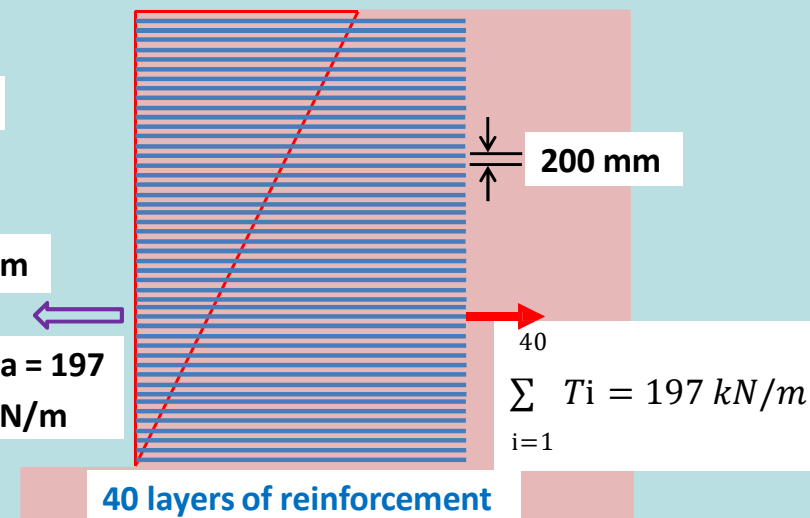 200 mm
m
a = 197
N/m
40
∑ Ti = 197 kN/m
i=1
40 layers of reinforcement